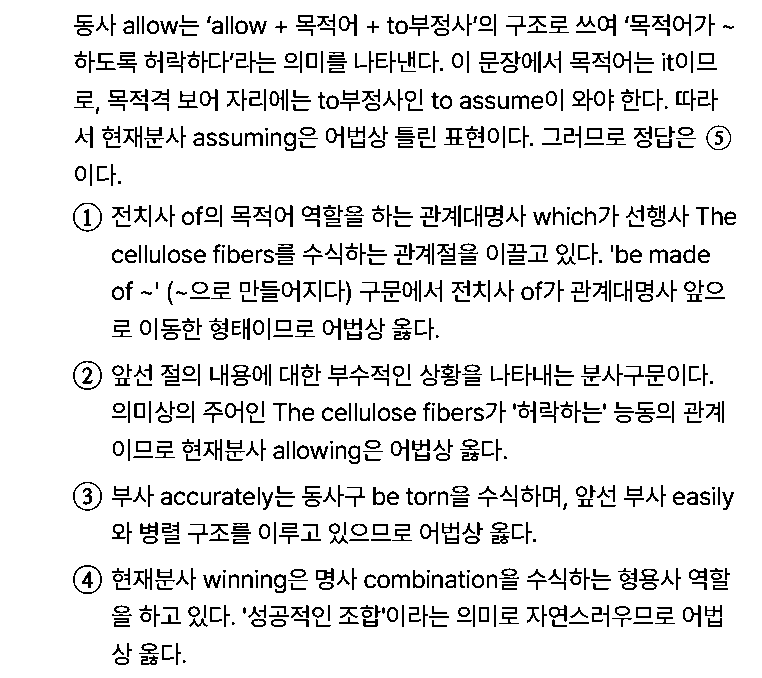 동사 allow는 ‘allow + 목적어 + to부정사’의 구조로 쓰여 ‘목적어가 ~
하도록 허락하다’라는 의미를 나타낸다. 이 문장에서 목적어는 it이므
로, 목적격 보어 자리에는 to부정사인 to assume이 와야 한다. 따라
서 현재분사 assuming은 어법상 틀린 표현이다. 그러므로 정답은 ⑤
이다.
① 전치사 of의 목적어 역할을 하는 관계대명사 which가 선행사 The
cellulose fibers를 수식하는 관계절을 이끌고 있다. 'be made
of ~' (~으로 만들어지다) 구문에서 전치사 of가 관계대명사 앞으
로 이동한 형태이므로 어법상 옳다.
② 앞선 절의 내용에 대한 부수적인 상황을 나타내는 분사구문이다.
의미상의 주어인 The cellulose fibers가 '허락하는' 능동의 관계
이므로 현재분사 allowing은 어법상 옳다.
③ 부사 accurately는 동사구 be torn을 수식하며, 앞선 부사 easily
와 병렬 구조를 이루고 있으므로 어법상 옳다.
④ 현재분사 winning은 명사 combination을 수식하는 형용사 역할
을 하고 있다. '성공적인 조합'이라는 의미로 자연스러우므로 어법
상 옳다.